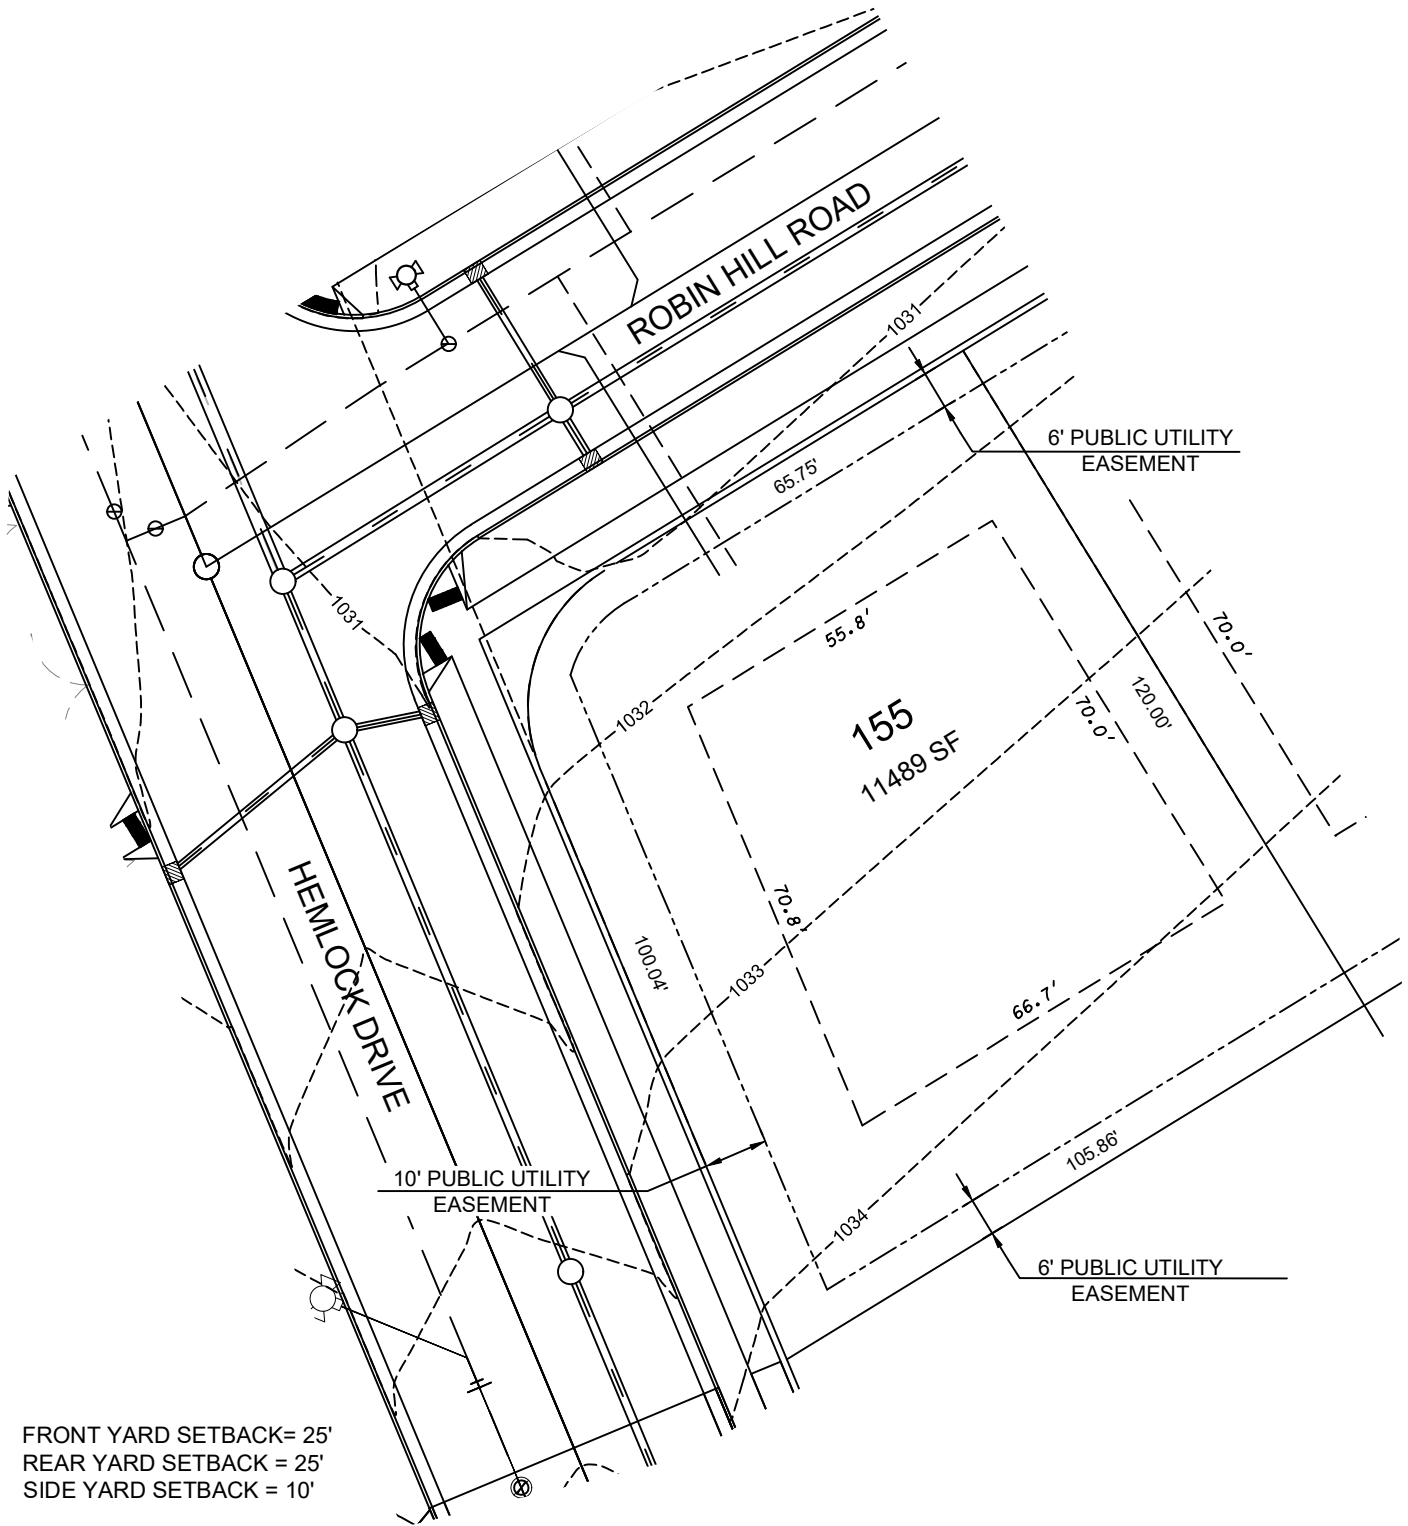 ROBIN HILL ROAD
1031
6' PUBLIC UTILITY
EASEMENT
65.75'
1031
55.8'
70.0'
1032
155
11489 SF
70.0'
120.00'
HEMLOCK DRIVE
70.8'
100.04'
1033
66.7'
10' PUBLIC UTILITY
EASEMENT
105.86'
1034
6' PUBLIC UTILITY
EASEMENT
FRONT YARD SETBACK= 25'
REAR YARD SETBACK = 25'
SIDE YARD SETBACK = 10'